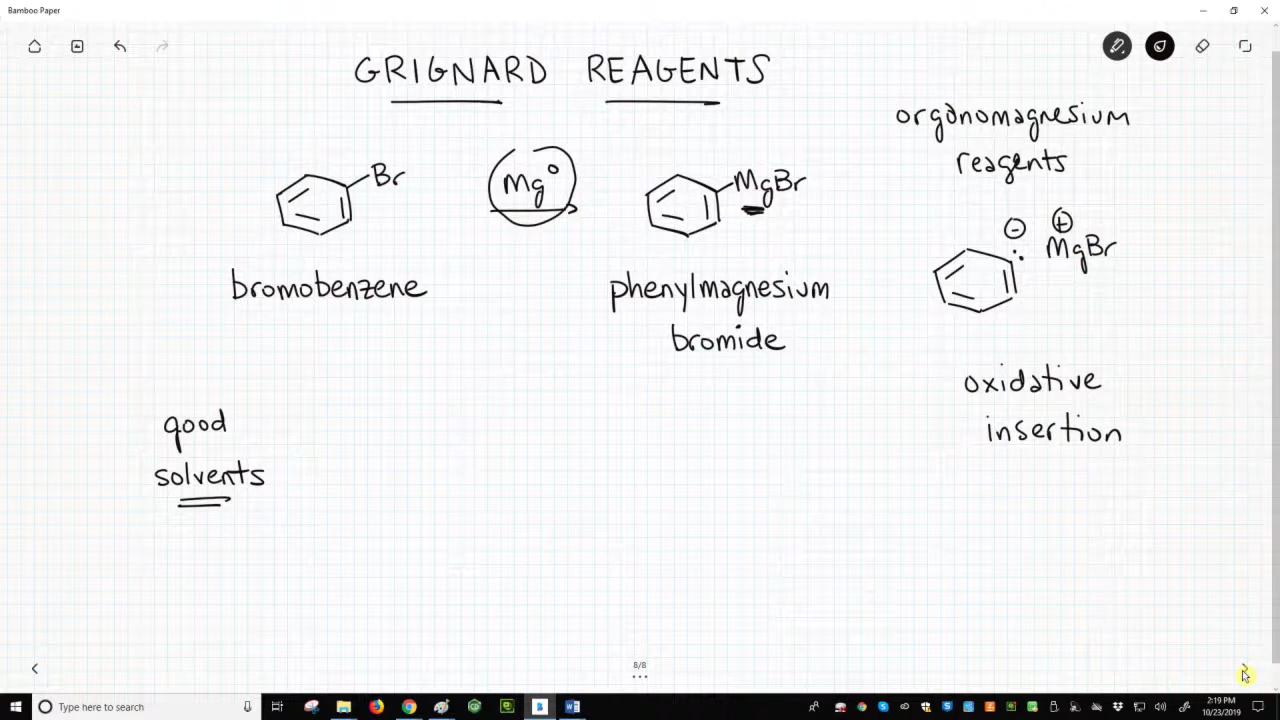 Bamboo Paper
GRIGNARD REAGENTS
organomagnesium
reagents
Br
Mg⁰
MgBr
⊖ ⊕
MgBr
bromobenzene
phenylmagnesium
bromide
oxidative
insertion
good
solvents
8/8
Type here to search
2:19 PM
10/23/2019